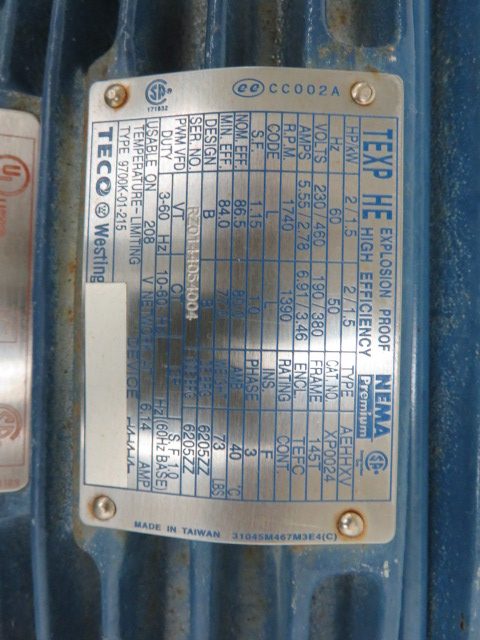 CC002A
171832
TEXP HE EXPLOSION PROOF
HIGH EFFICIENCY
NEMA
Premium
HP/kW 2/1.5 2/1.5 TYPE AEHHXV
Hz 60 50 CAT.NO. XP0024
VOLTS 230/460 190/380 FRAME 145T
AMPS 5.55/2.78 6.91/3.46 ENCL. TEFC
R.P.M. 1740 1390 RATING CONT
CODE L L INS. F
S.F. 1.15 1.0 PHASE 3
NOM. EFF. 86.5 AMB. 40 °C
MIN. EFF. 84.0 73 LBS
DESIGN B 6205ZZ
SER. NO. 6205ZZ
PWM VFD VT CT S.F. 1.0
DUTY 3-60 Hz 10-60 Hz (60Hz BASE)
USABLE ON 208 V NETWORK AT 6.14 AMP
TEMPERATURE-LIMITING DEVICE
TYPE 9700K-01-215
TECO Westing
MADE IN TAIWAN 31045M467M3E4(C)